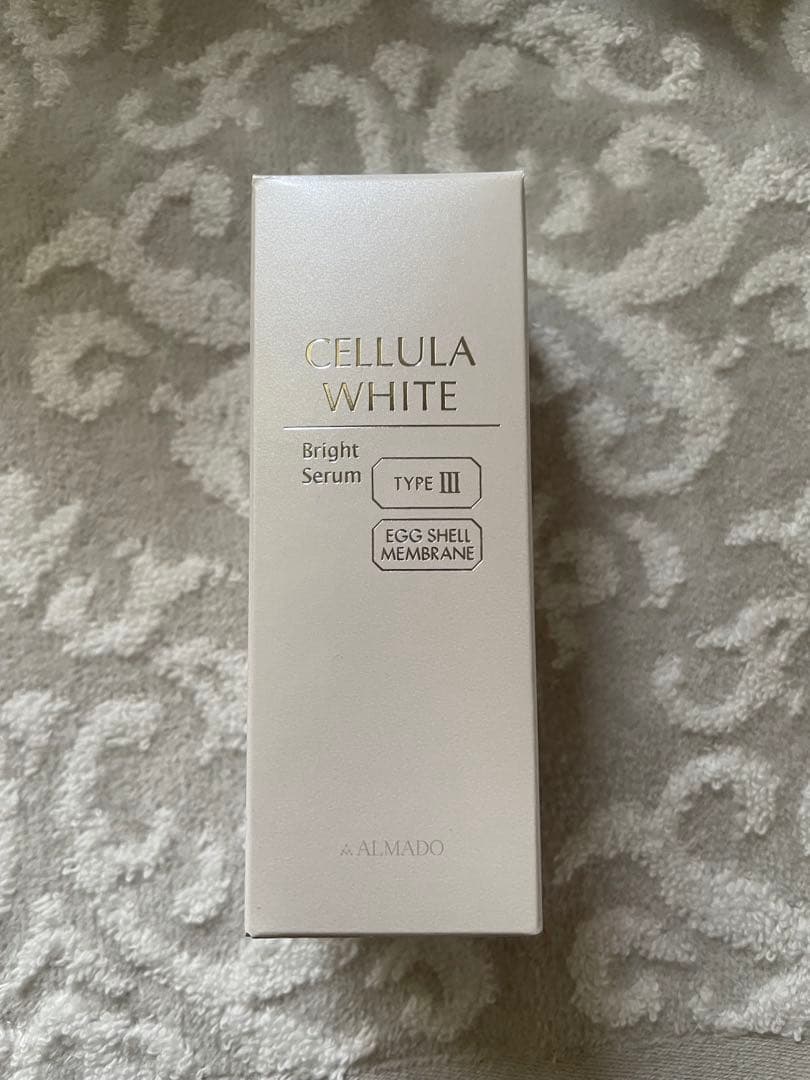 CELLULA
WHITE
Bright
Serum
TYPE III
EGG SHELL
MEMBRANE
ALMADO